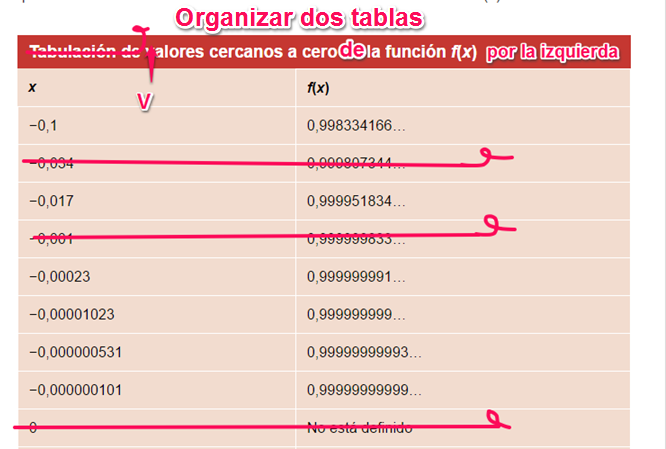 Organizar dos tablas
Tabulación de valores cercanos a cero de la función f(x) por la izquierda
V
x f(x)
−0,1 0,998334166…
−0,034 0,999807344…
−0,017 0,999951834…
−0,001 0,999999833…
−0,00023 0,999999991…
−0,00001023 0,999999999…
−0,000000531 0,99999999993…
−0,000000101 0,99999999999…
0 No está definido